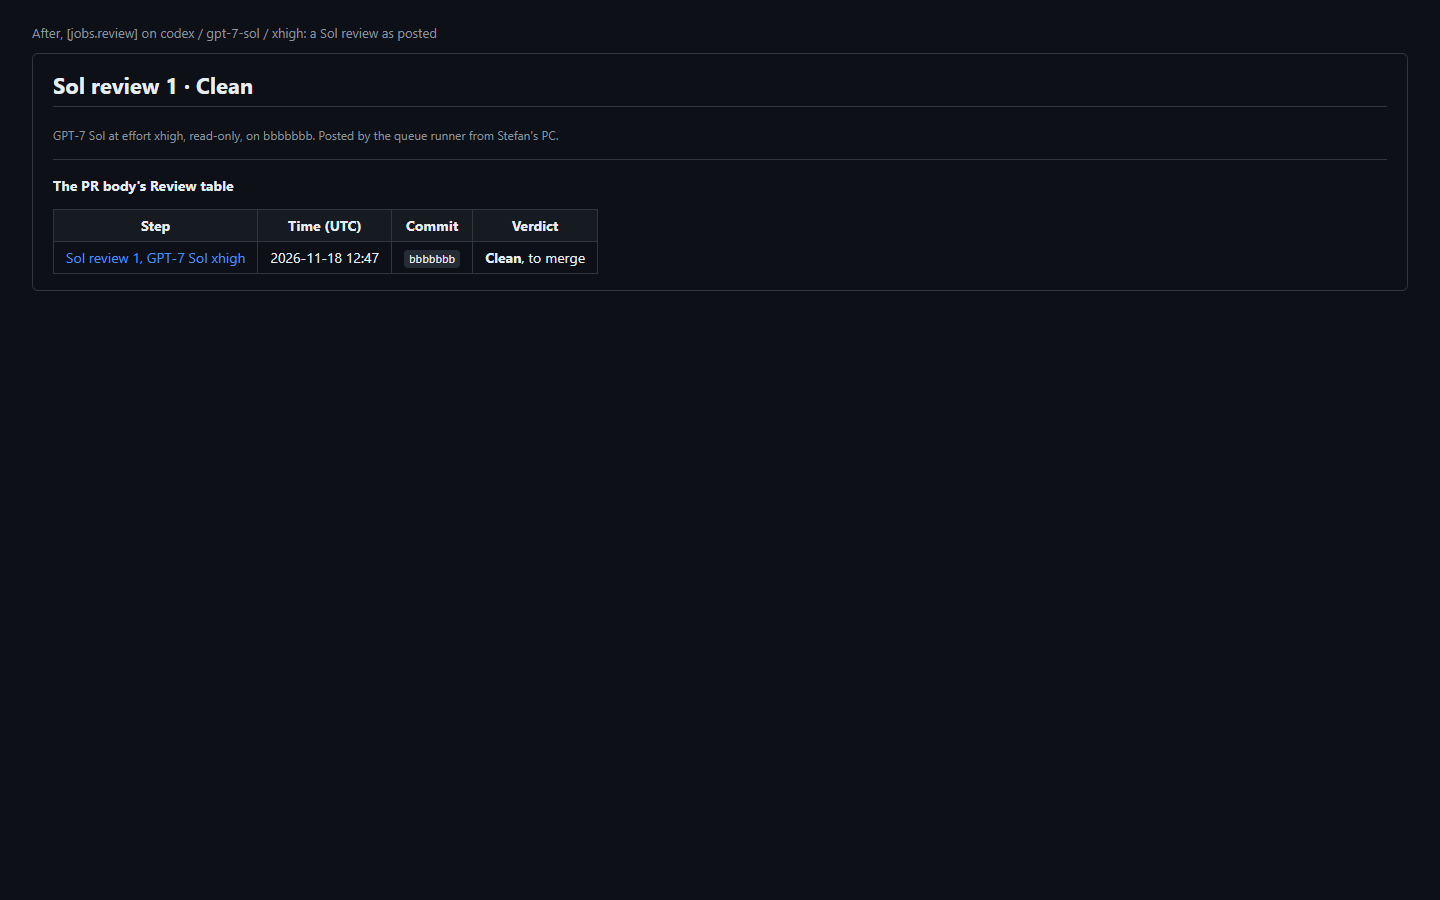 After, [jobs.review] on codex / gpt-7-sol / xhigh: a Sol review as posted
Sol review 1 · Clean
GPT-7 Sol at effort xhigh, read-only, on bbbbbbb. Posted by the queue runner from Stefan's PC.
The PR body's Review table
Step Time (UTC) Commit Verdict
Sol review 1, GPT-7 Sol xhigh 2026-11-18 12:47 bbbbbbb Clean, to merge